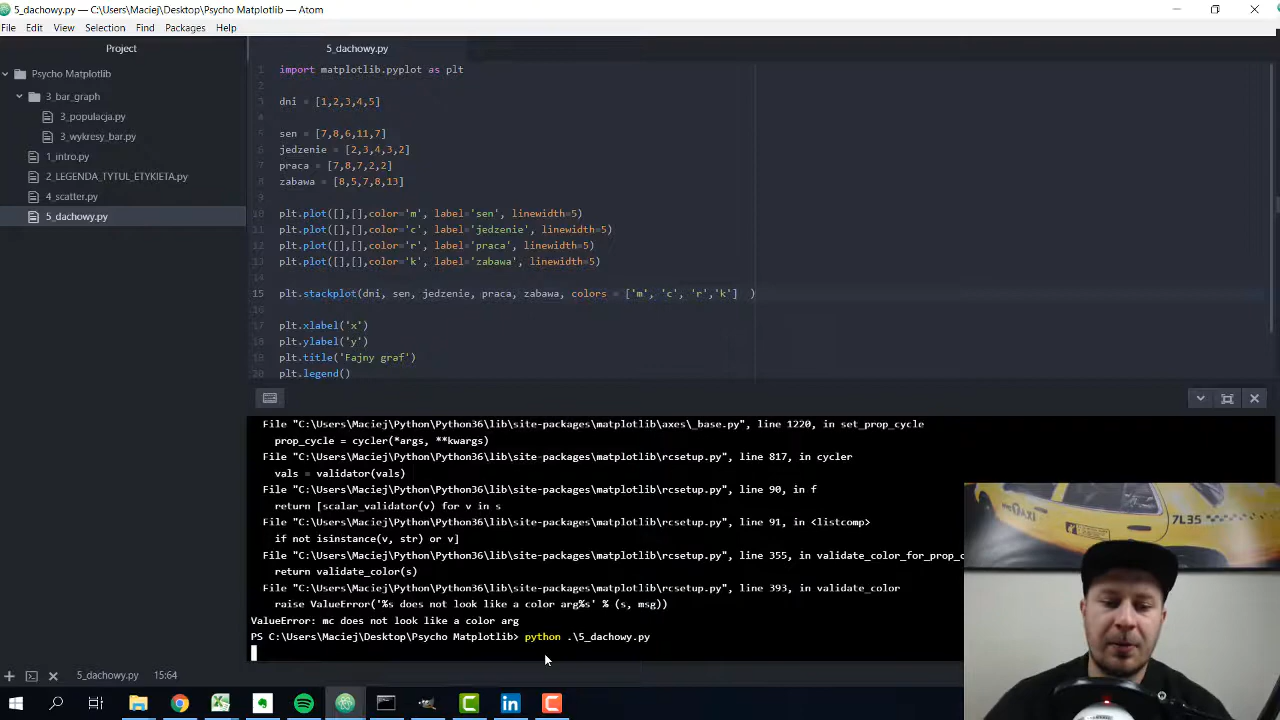 5_dachowy.py — C:\Users\Maciej\Desktop\Psycho Matplotlib — Atom
File Edit View Selection Find Packages Help
Project
5_dachowy.py
Psycho Matplotlib
3_bar_graph
3_populacja.py
3_wykresy_bar.py
1_intro.py
2_LEGENDA_TYTUL_ETYKIETA.py
4_scatter.py
5_dachowy.py
1 import matplotlib.pyplot as plt
2
3 dni = [1,2,3,4,5]
4
5 sen = [7,8,6,11,7]
6 jedzenie = [2,3,4,3,2]
7 praca = [7,8,7,2,2]
8 zabawa = [8,5,7,8,13]
9
10 plt.plot([],[],color='m', label='sen', linewidth=5)
11 plt.plot([],[],color='c', label='jedzenie', linewidth=5)
12 plt.plot([],[],color='r', label='praca', linewidth=5)
13 plt.plot([],[],color='k', label='zabawa', linewidth=5)
14
15 plt.stackplot(dni, sen, jedzenie, praca, zabawa, colors = ['m', 'c', 'r','k'] )
16
17 plt.xlabel('x')
18 plt.ylabel('y')
19 plt.title('Fajny graf')
20 plt.legend()
File "C:\Users\Maciej\Python\Python36\lib\site-packages\matplotlib\axes\_base.py", line 1220, in set_prop_cycle
prop_cycle = cycler(*args, **kwargs)
File "C:\Users\Maciej\Python\Python36\lib\site-packages\matplotlib\rcsetup.py", line 817, in cycler
vals = validator(vals)
File "C:\Users\Maciej\Python\Python36\lib\site-packages\matplotlib\rcsetup.py", line 90, in f
return [scalar_validator(v) for v in s
File "C:\Users\Maciej\Python\Python36\lib\site-packages\matplotlib\rcsetup.py", line 91, in <listcomp>
if not isinstance(v, str) or v]
File "C:\Users\Maciej\Python\Python36\lib\site-packages\matplotlib\rcsetup.py", line 355, in validate_color_for_prop_c
return validate_color(s)
File "C:\Users\Maciej\Python\Python36\lib\site-packages\matplotlib\rcsetup.py", line 393, in validate_color
raise ValueError('%s does not look like a color arg%s' % (s, msg))
ValueError: mc does not look like a color arg
PS C:\Users\Maciej\Desktop\Psycho Matplotlib> python .\5_dachowy.py
7L35
TAXI
5_dachowy.py 15:64